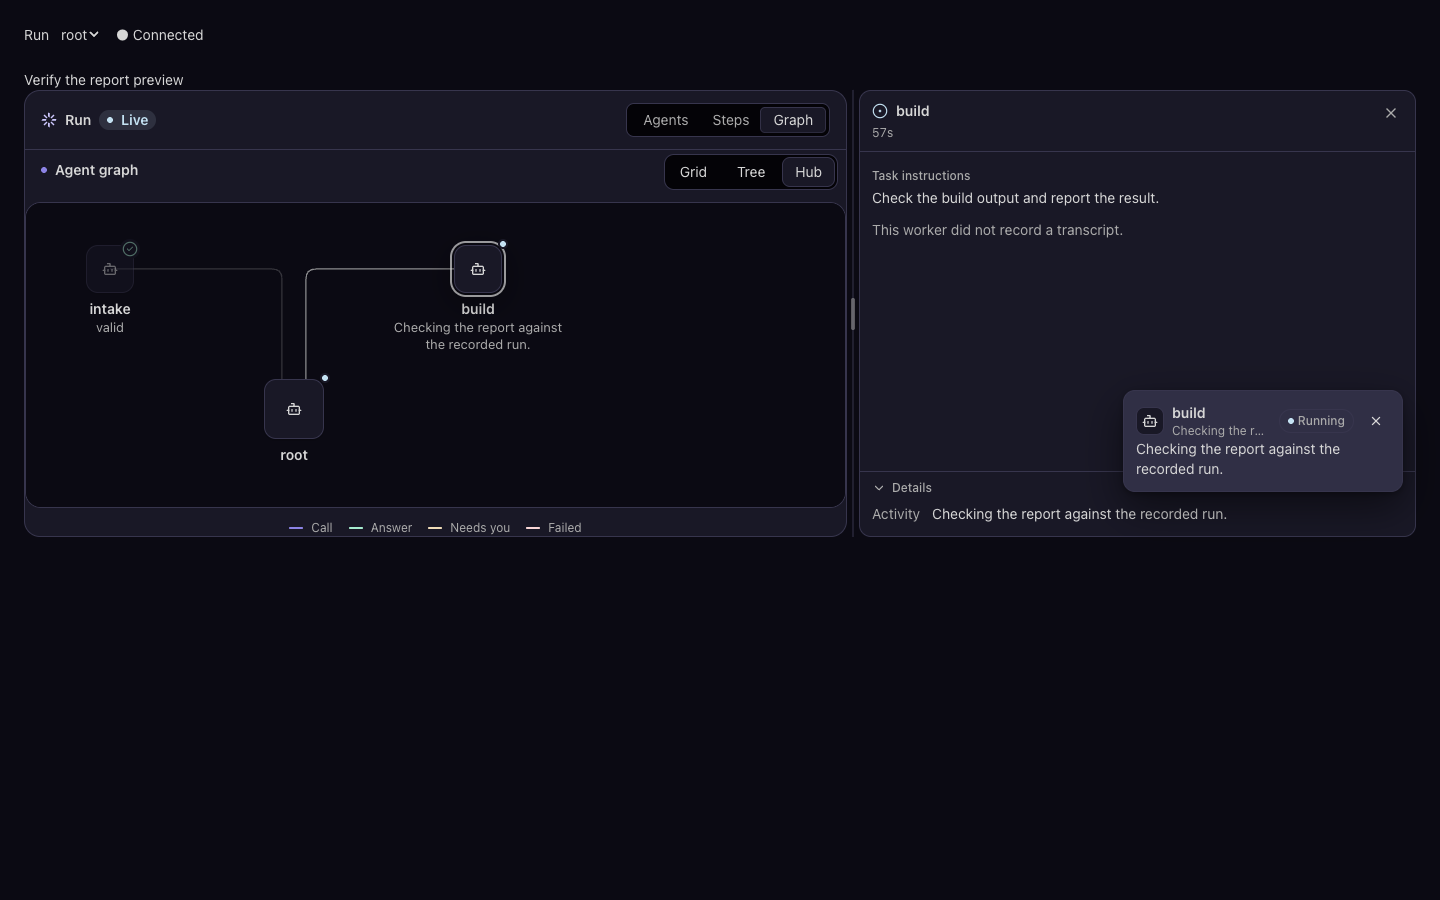 Run root Connected
Verify the report preview
Run Live Agents Steps Graph
Agent graph Grid Tree Hub
intake
valid
build
Checking the report against
the recorded run.
root
Call Answer Needs you Failed
build
57s
Task instructions
Check the build output and report the result.
This worker did not record a transcript.
build Running
Checking the r...
Checking the report against the
recorded run.
Details
Activity Checking the report against the recorded run.